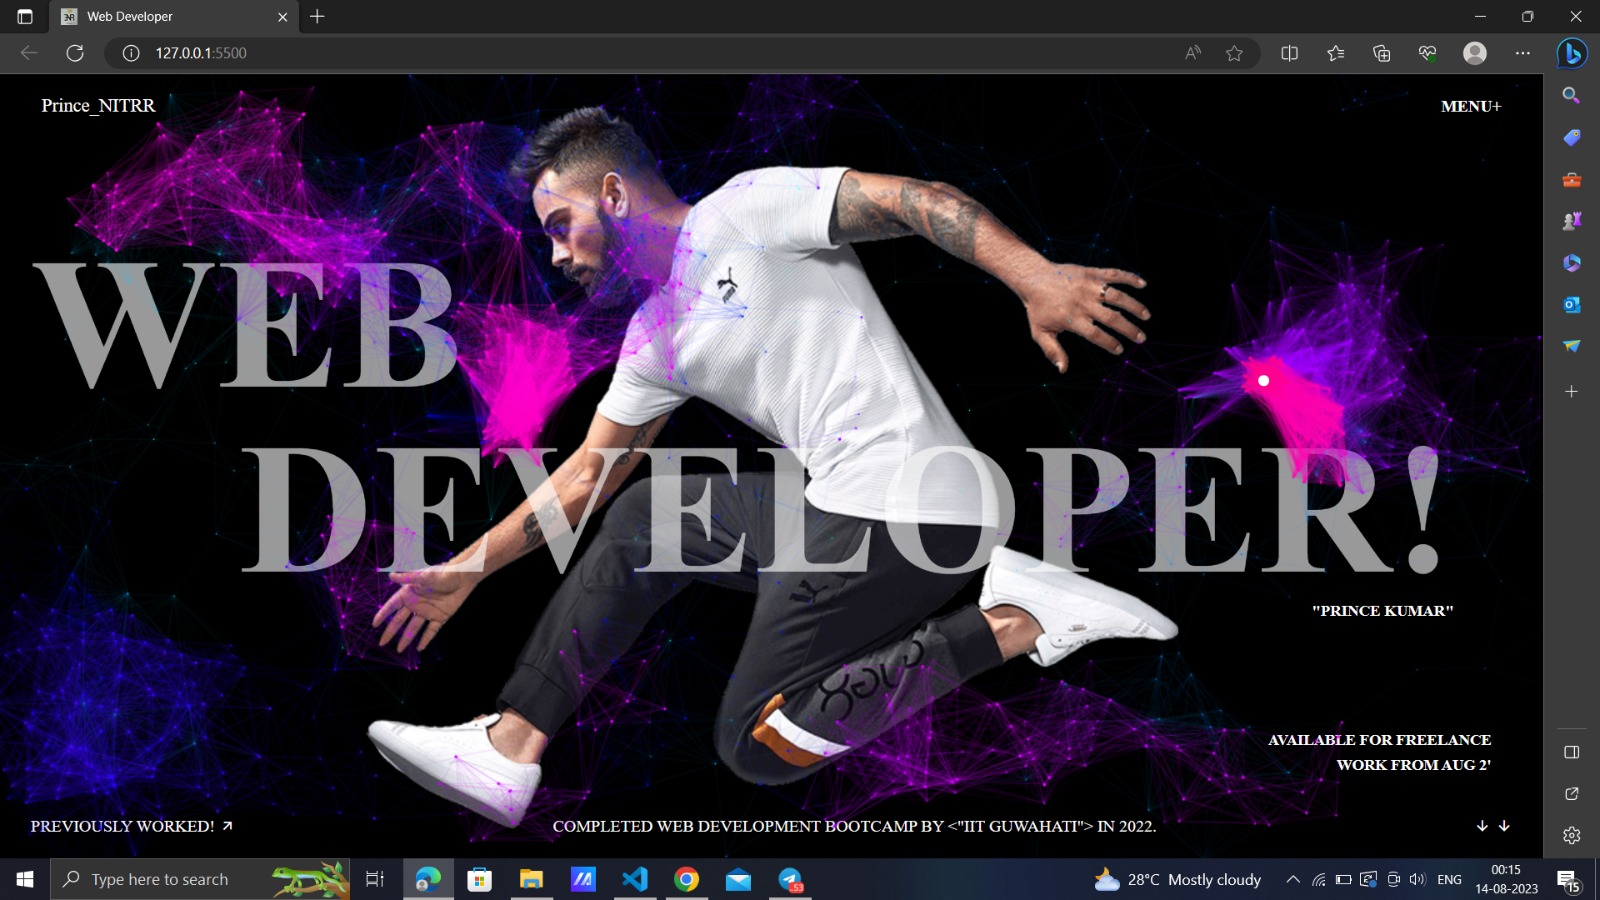 Web Developer
127.0.0.1:5500
Prince_NITRR
MENU+
WEB
DEVELOPER!
"PRINCE KUMAR"
AVAILABLE FOR FREELANCE
WORK FROM AUG 2'
PREVIOUSLY WORKED!
COMPLETED WEB DEVELOPMENT BOOTCAMP BY <"IIT GUWAHATI"> IN 2022.
Type here to search
53
28°C Mostly cloudy
ENG
00:15
14-08-2023
15